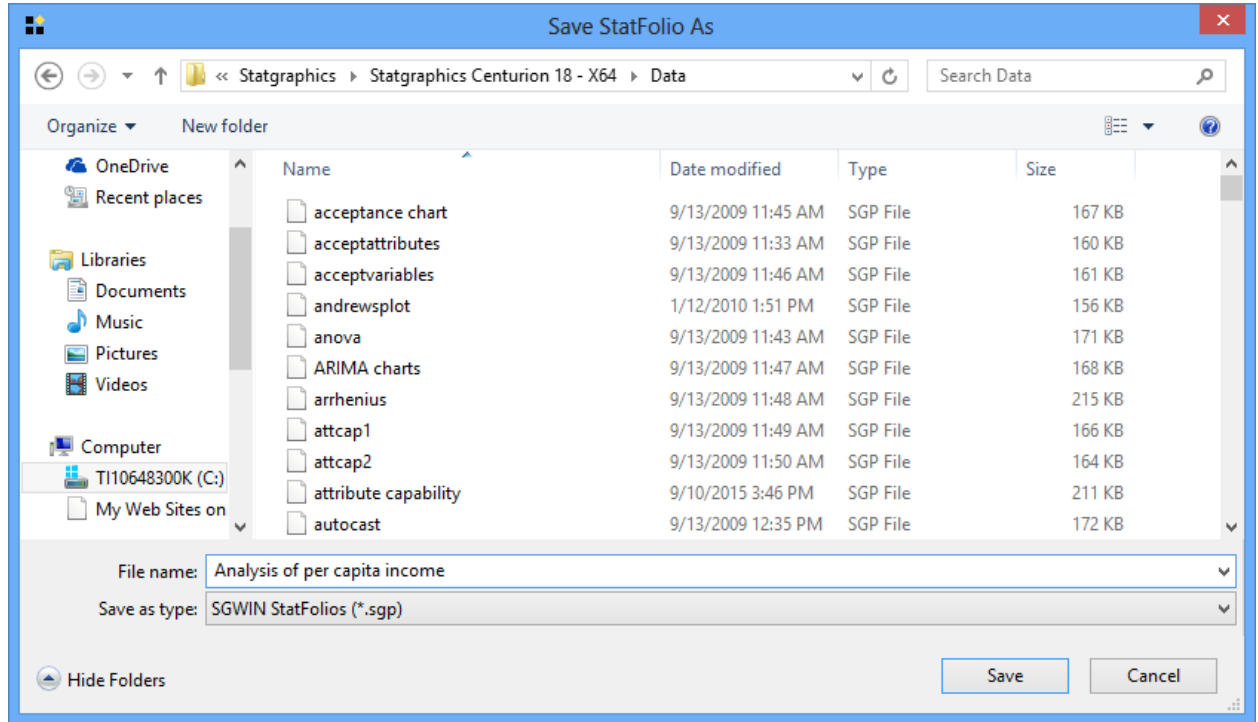 Save StatFolio As
« Statgraphics Statgraphics Centurion 18 - X64 Data Search Data
Organize New folder
OneDrive
Recent places
Libraries
Documents
Music
Pictures
Videos
Computer
TI10648300K (C:)
My Web Sites on
Name Date modified Type Size
acceptance chart 9/13/2009 11:45 AM SGP File 167 KB
acceptattributes 9/13/2009 11:33 AM SGP File 160 KB
acceptvariables 9/13/2009 11:46 AM SGP File 161 KB
andrewsplot 1/12/2010 1:51 PM SGP File 156 KB
anova 9/13/2009 11:43 AM SGP File 171 KB
ARIMA charts 9/13/2009 11:47 AM SGP File 168 KB
arrhenius 9/13/2009 11:48 AM SGP File 215 KB
attcap1 9/13/2009 11:49 AM SGP File 166 KB
attcap2 9/13/2009 11:50 AM SGP File 164 KB
attribute capability 9/10/2015 3:46 PM SGP File 211 KB
autocast 9/13/2009 12:35 PM SGP File 172 KB
File name: Analysis of per capita income
Save as type: SGWIN StatFolios (*.sgp)
Hide Folders Save Cancel